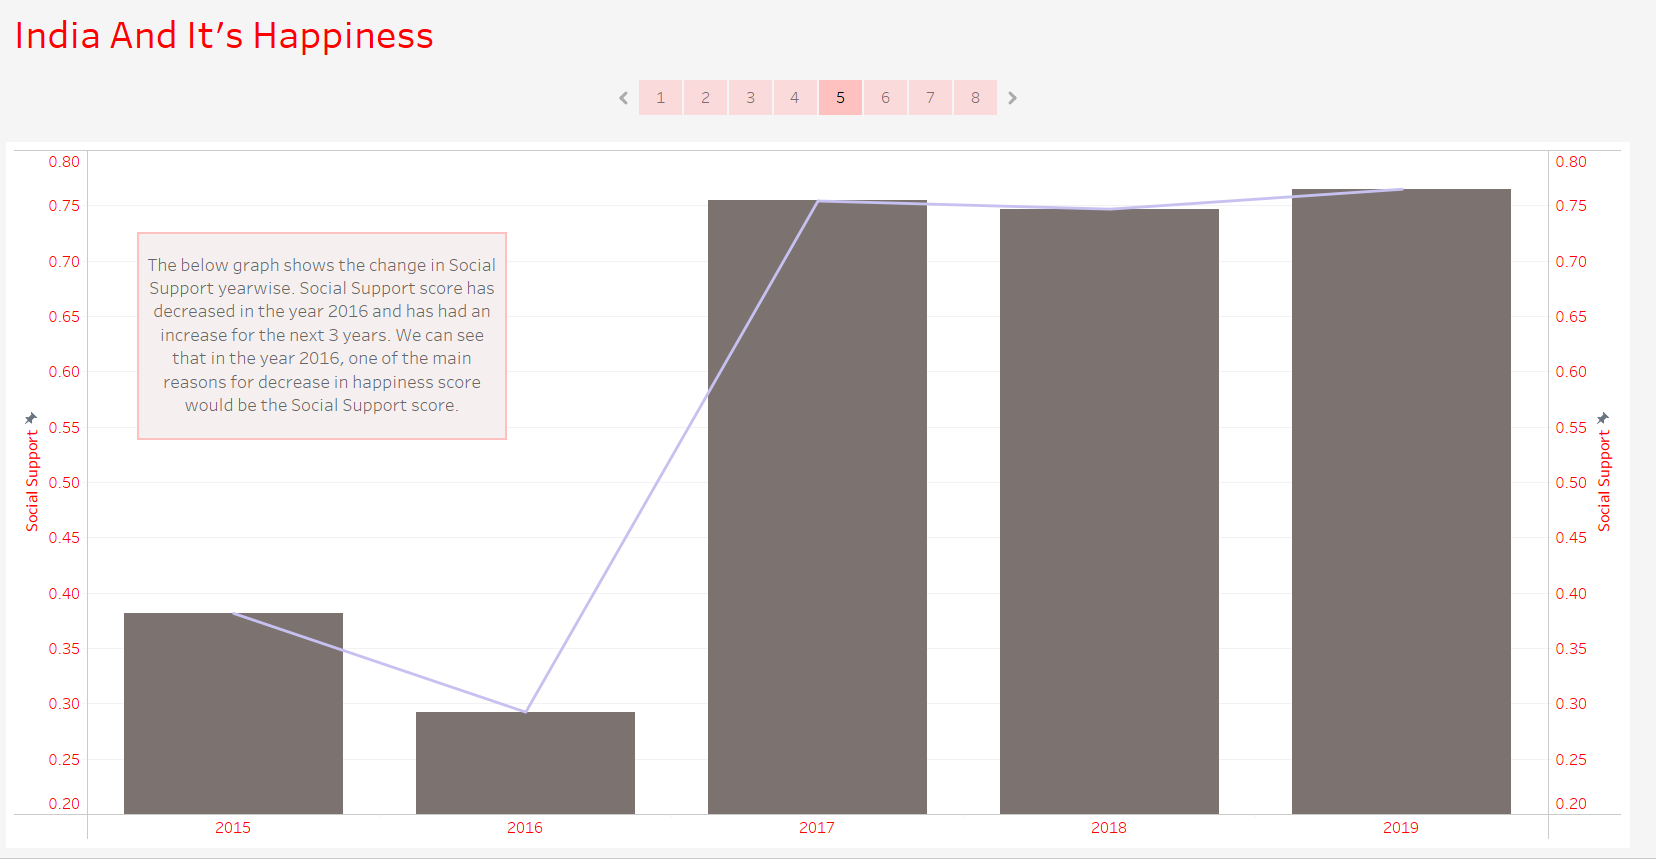 India And It’s Happiness
1 2 3 4 5 6 7 8
The below graph shows the change in Social
Support yearwise. Social Support score has
decreased in the year 2016 and has had an
increase for the next 3 years. We can see
that in the year 2016, one of the main
reasons for decrease in happiness score
would be the Social Support score.
Social Support
0.80
0.75
0.70
0.65
0.60
0.55
0.50
0.45
0.40
0.35
0.30
0.25
0.20
2015 2016 2017 2018 2019
0.80
0.75
0.70
0.65
0.60
0.55
0.50
0.45
0.40
0.35
0.30
0.25
0.20
Social Support